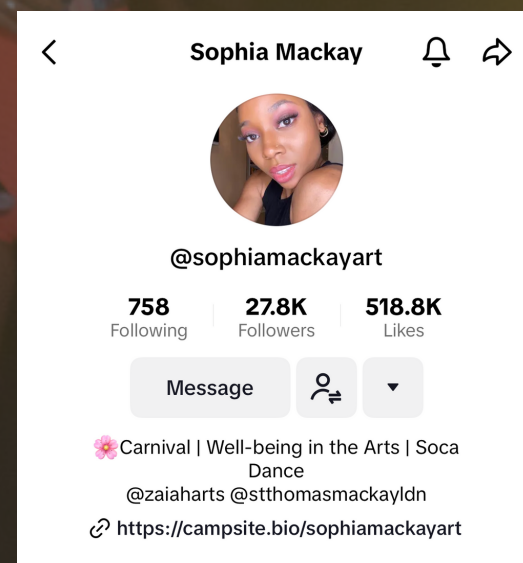 Sophia Mackay
@sophiamackayart
758 27.8K 518.8K
Following Followers Likes
Message
🌸Carnival | Well-being in the Arts | Soca
Dance
@zaiaharts @stthomasmackayldn
https://campsite.bio/sophiamackayart